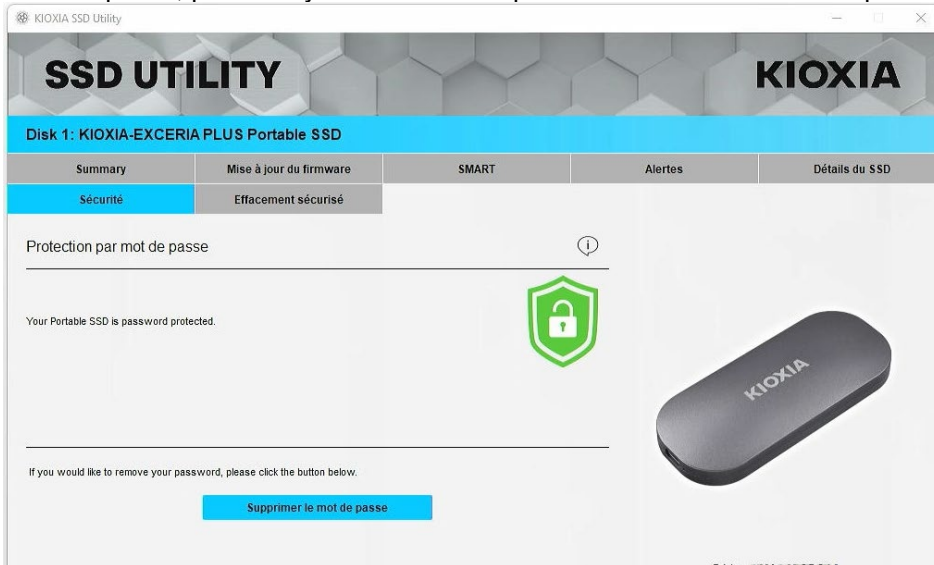 KIOXIA SSD Utility
SSD UTILITY
KIOXIA
Disk 1: KIOXIA-EXCERIA PLUS Portable SSD
Summary
Mise à jour du firmware
SMART
Alertes
Détails du SSD
Sécurité
Effacement sécurisé
Protection par mot de passe
Your Portable SSD is password protected.
KIOXIA
If you would like to remove your password, please click the button below.
Supprimer le mot de passe